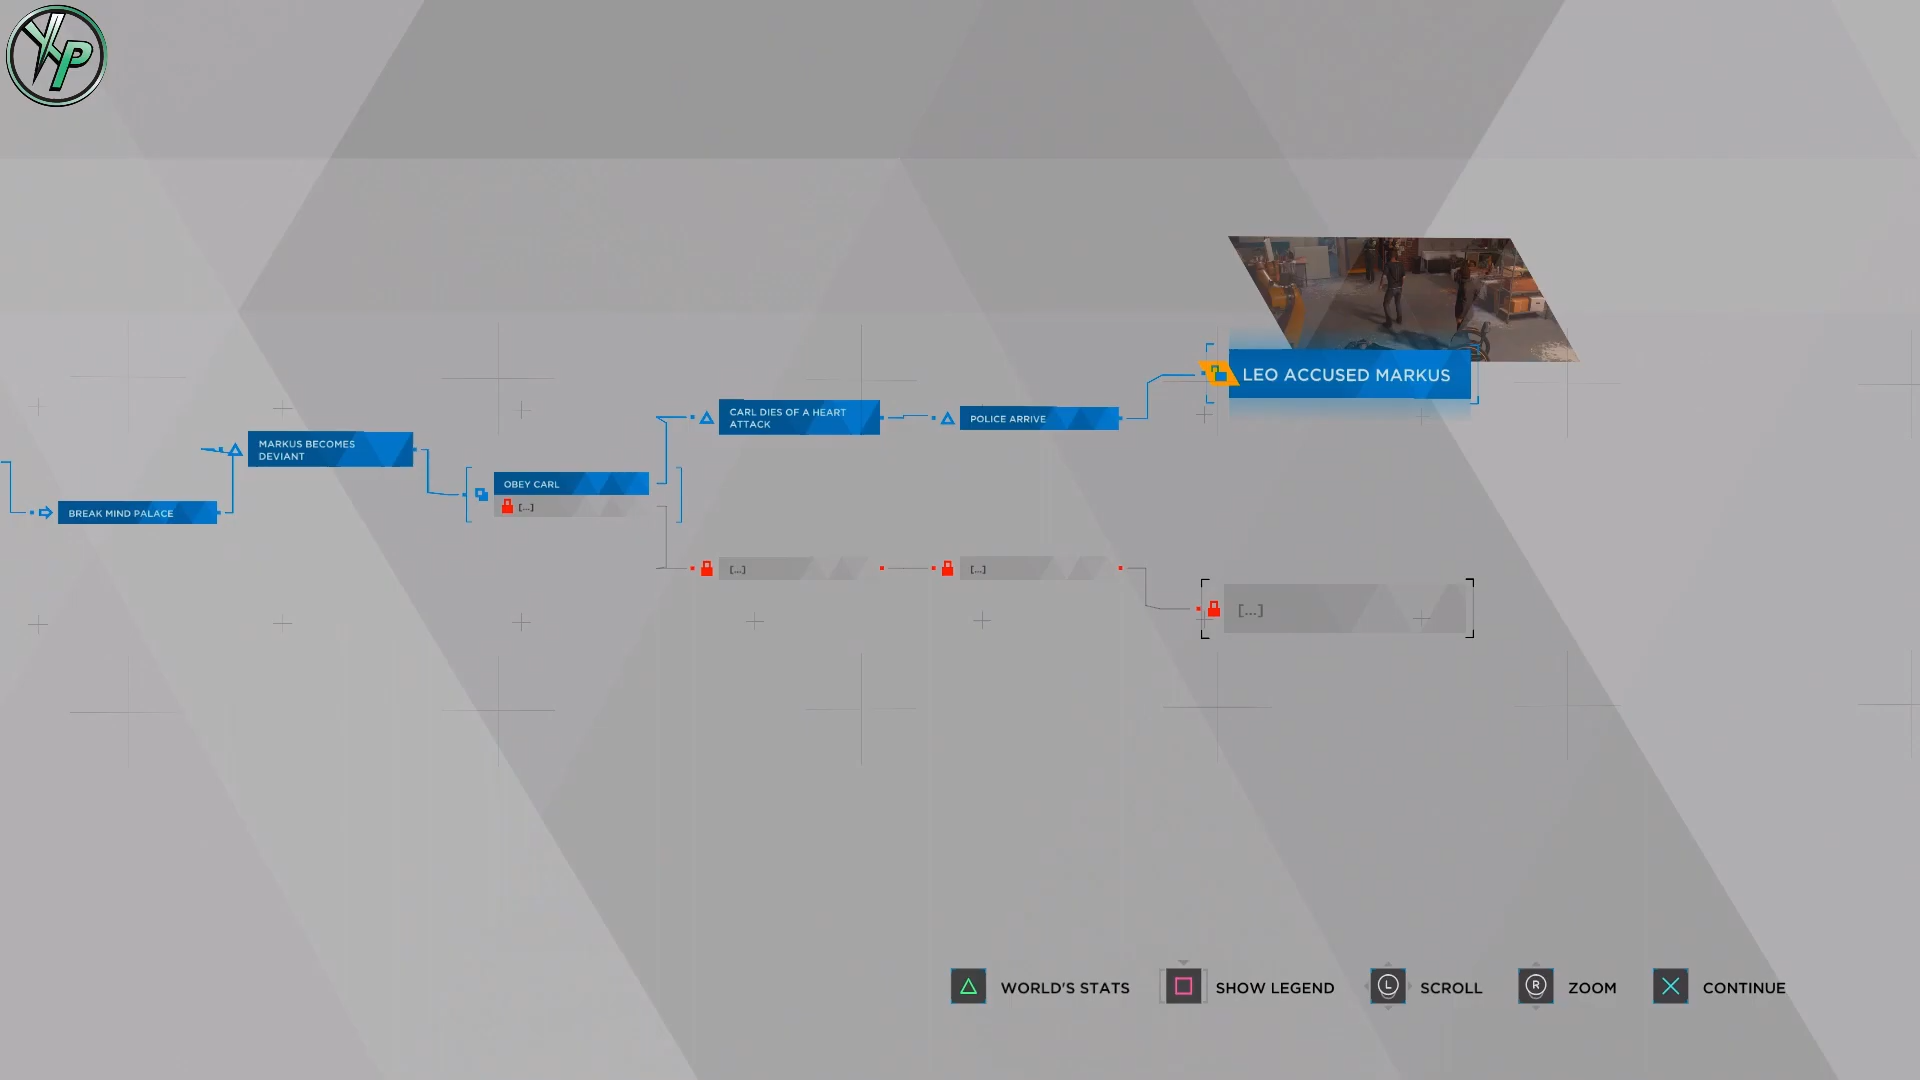 XP
LEO ACCUSED MARKUS
CARL DIES OF A HEART
ATTACK
POLICE ARRIVE
MARKUS BECOMES
DEVIANT
OBEY CARL
[...]
BREAK MIND PALACE
[...]
[...]
[...]
WORLD'S STATS
SHOW LEGEND
L
SCROLL
R
ZOOM
CONTINUE